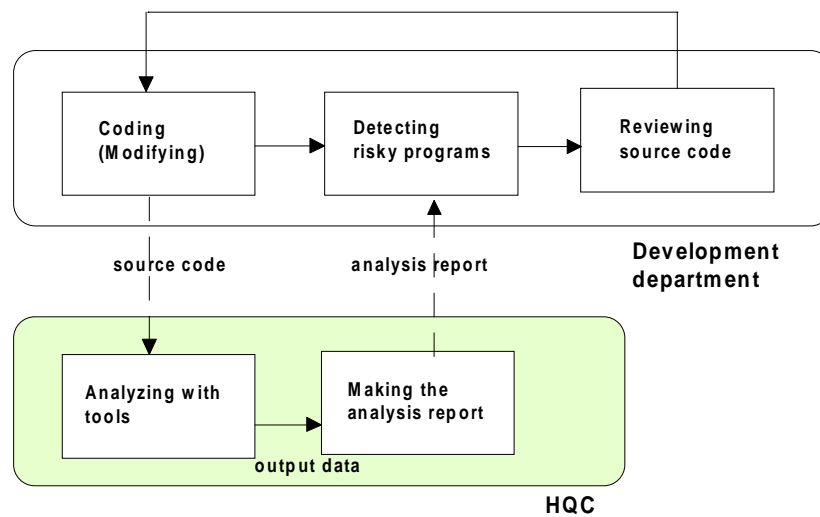 Coding
(Modifying)
Detecting
risky programs
Reviewing
source code
source code
analysis report
Development
department
Analyzing with
tools
Making the
analysis report
output data
HQC